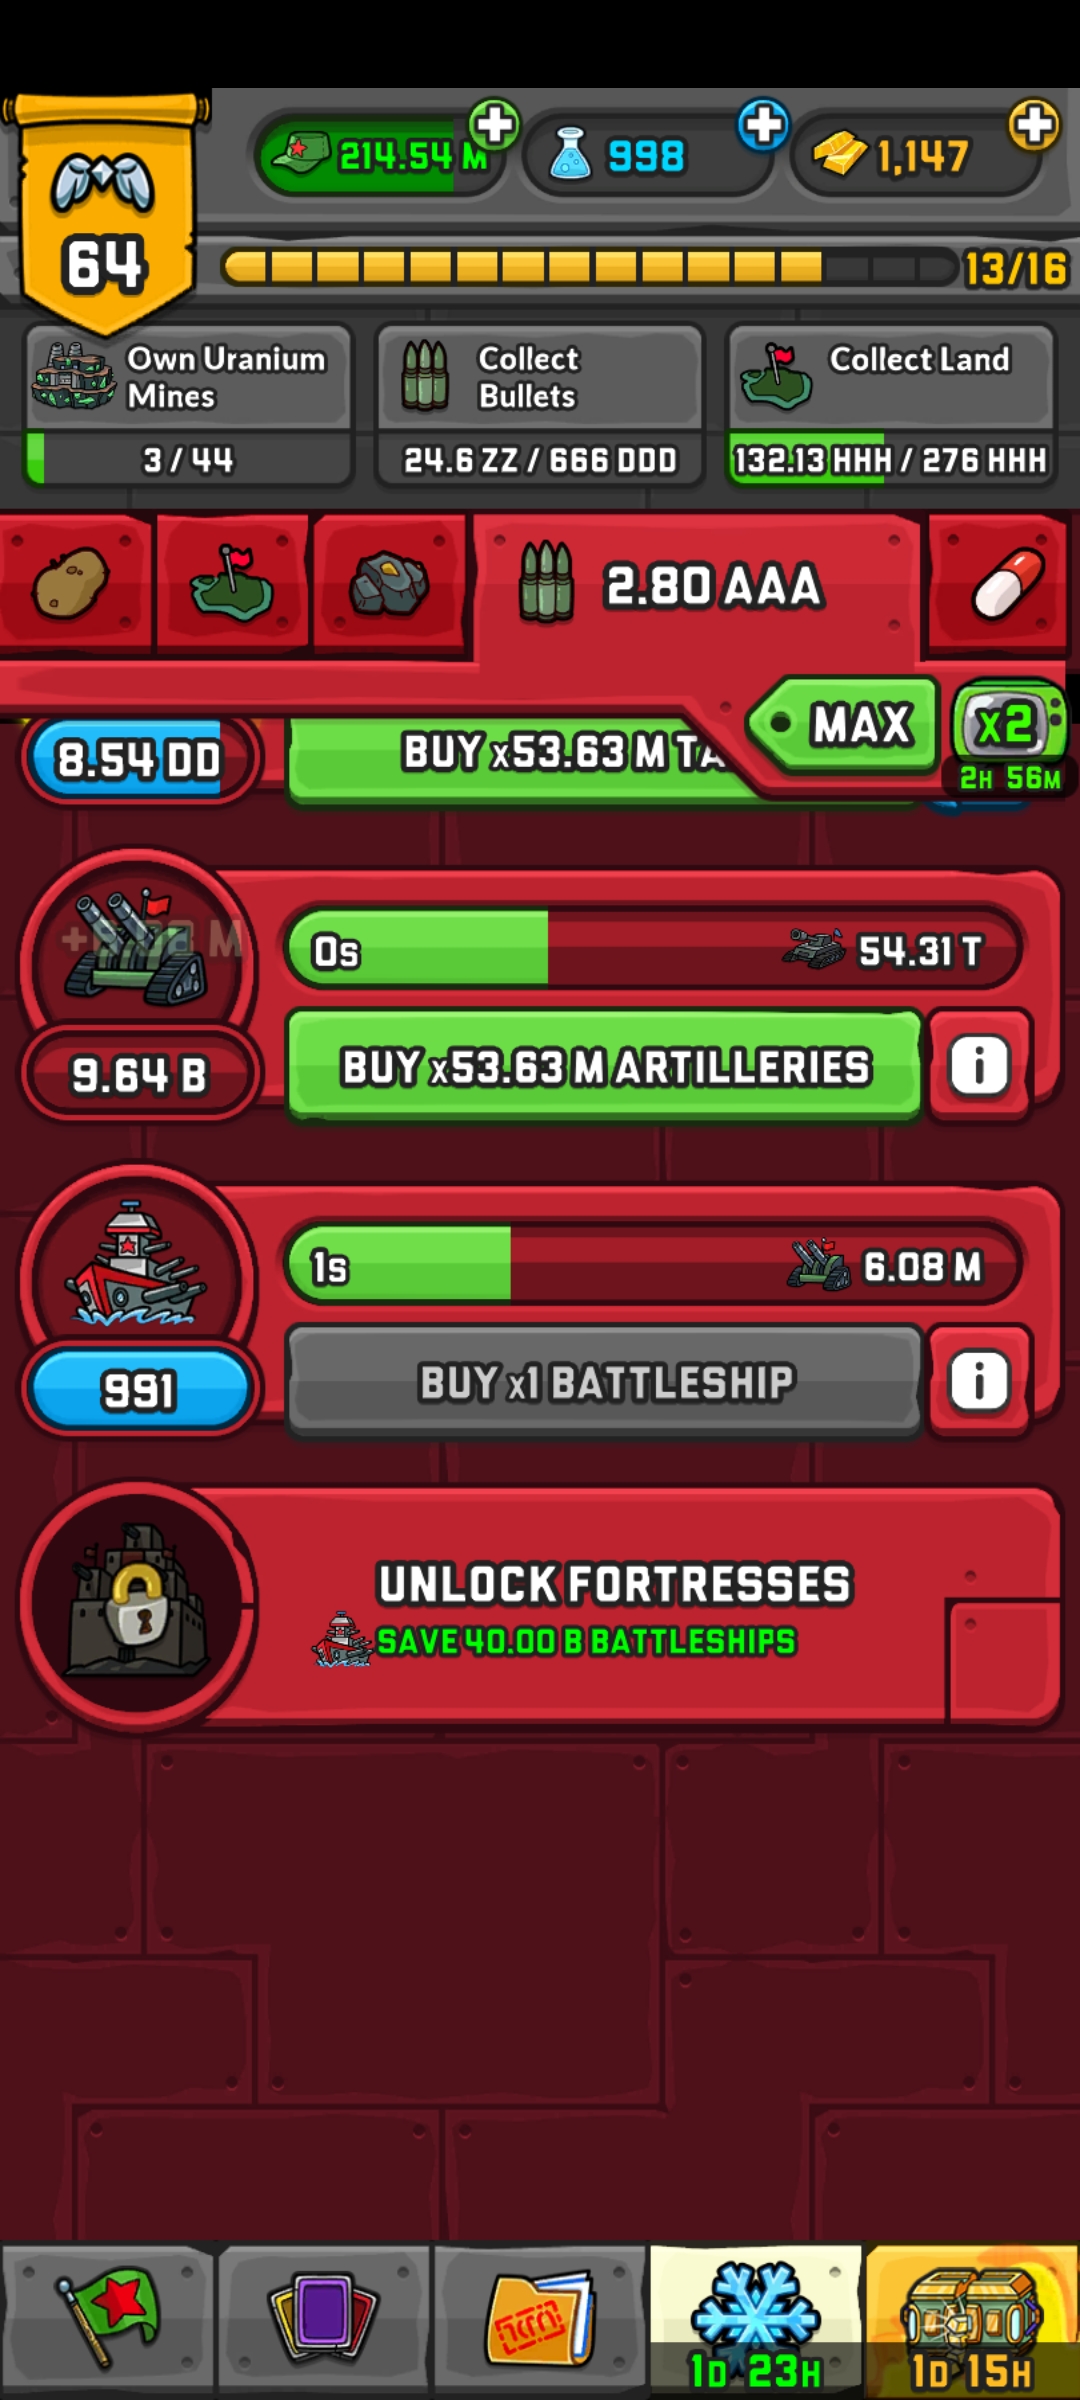 214.54 M
998
1,147
64
13/16
Own Uranium
Mines
3 / 44
Collect
Bullets
24.6 ZZ / 666 DDD
Collect Land
132.13 HHH / 276 HHH
2.80 AAA
MAX
x2
2H 56M
8.54 DD
BUY x53.63 M TA
0s
54.31 T
9.64 B
BUY x53.63 M ARTILLERIES
1s
6.08 M
991
BUY x1 BATTLESHIP
UNLOCK FORTRESSES
SAVE 40.00 B BATTLESHIPS
1D 23H
1D 15H